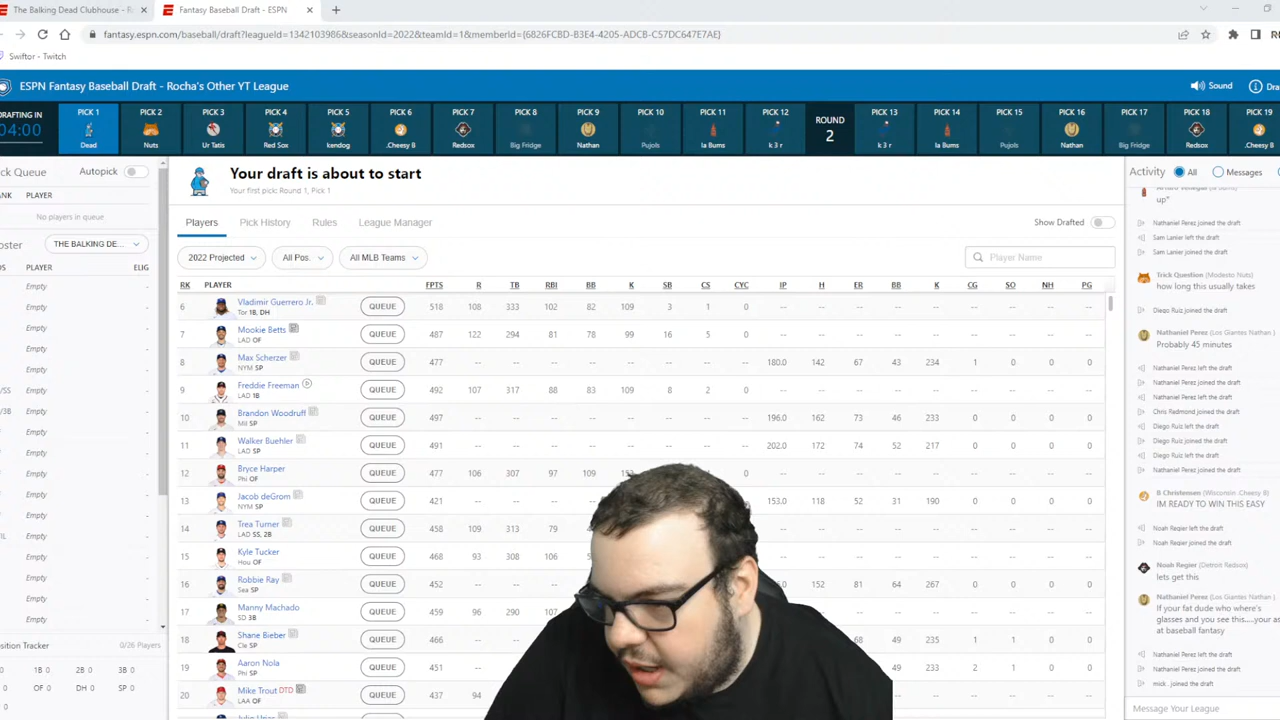 The Balking Dead Clubhouse - R
Fantasy Baseball Draft - ESPN
fantasy.espn.com/baseball/draft?leagueId=1342103986&seasonId=2022&teamId=1&memberId={6826FCBD-B3E4-4205-ADCB-C57DC647E7AE}
Swiftor - Twitch
ESPN Fantasy Baseball Draft - Rocha's Other YT League
Sound
DRAFTING IN
04:00
PICK 1 Dead
PICK 2 Nuts
PICK 3 Ur Tatis
PICK 4 Red Sox
PICK 5 kendog
PICK 6 .Cheesy B
PICK 7 Redsox
PICK 8 Big Fridge
PICK 9 Nathan
PICK 10 Pujols
PICK 11 la Bums
PICK 12 k 3 r
ROUND 2
PICK 13 k 3 r
PICK 14 la Bums
PICK 15 Pujols
PICK 16 Nathan
PICK 17 Big Fridge
PICK 18 Redsox
PICK 19 .Cheesy B
Queue
Autopick
PLAYER
No players in queue
THE BALKING DE...
PLAYER ELIG
Empty -
Empty -
Empty -
Empty -
Empty -
Empty -
Empty -
Empty -
Empty -
Empty -
Empty -
Empty -
Empty -
0/26 Players
0 1B 0 2B 0 3B 0
OF 0 DH 0 SP 0
Your draft is about to start
Your first pick: Round 1, Pick 1
Players Pick History Rules League Manager
Show Drafted
2022 Projected All Pos. All MLB Teams
Player Name
RK PLAYER FPTS R TB RBI BB K SB CS CYC IP H ER BB K CG SO NH PG
6 Vladimir Guerrero Jr. Tor 1B, DH QUEUE 518 108 333 102 82 109 3 1 0 -- -- -- -- -- -- -- -- --
7 Mookie Betts LAD OF QUEUE 487 122 294 81 78 99 16 5 0 -- -- -- -- -- -- -- -- --
8 Max Scherzer NYM SP QUEUE 477 -- -- -- -- -- -- -- -- 180.0 142 67 43 234 1 0 0 0
9 Freddie Freeman LAD 1B QUEUE 492 107 317 88 83 109 8 2 0 -- -- -- -- -- -- -- -- --
10 Brandon Woodruff Mil SP QUEUE 497 -- -- -- -- -- -- -- -- 196.0 162 73 46 233 0 0 0 0
11 Walker Buehler LAD SP QUEUE 491 -- -- -- -- -- -- -- -- 202.0 172 74 52 217 1 0 0 0
12 Bryce Harper Phi OF QUEUE 477 106 307 97 109 0 -- -- -- -- -- -- -- -- --
13 Jacob deGrom NYM SP QUEUE 421 -- -- -- -- 153.0 118 52 31 190 0 0 0 0
14 Trea Turner LAD SS, 2B QUEUE 458 109 313 79 -- -- -- -- -- -- -- -- --
15 Kyle Tucker Hou OF QUEUE 468 93 308 106 -- -- -- -- -- -- -- -- --
16 Robbie Ray Sea SP QUEUE 452 -- -- -- 152 81 64 267 0 0 0 0
17 Manny Machado SD 3B QUEUE 459 96 290 107 -- -- -- -- -- -- -- --
18 Shane Bieber Cle SP QUEUE 466 -- -- -- 68 49 235 1 1 0 0
19 Aaron Nola Phi SP QUEUE 451 -- 49 233 2 1 0 0
20 Mike Trout DTD LAA OF QUEUE 437 94 -- -- -- -- -- --
Activity All Messages
up"
Nathaniel Perez joined the draft
Sam Lanier left the draft
Sam Lanier joined the draft
Trick Question (Modesto Nuts)
how long this usually takes
Diego Ruiz joined the draft
Nathaniel Perez (Los Giantes Nathan )
Probably 45 minutes
Nathaniel Perez left the draft
Nathaniel Perez joined the draft
Nathaniel Perez left the draft
Chris Redmond joined the draft
Diego Ruiz left the draft
Diego Ruiz joined the draft
Diego Ruiz left the draft
Nathaniel Perez joined the draft
B Christensen (Wisconsin .Cheesy B)
IM READY TO WIN THIS EASY
Noah Regier left the draft
Noah Regier joined the draft
Noah Regier (Detroit Redsox)
lets get this
Nathaniel Perez (Los Giantes Nathan )
If your fat dude who where's
glasses and you see this.....your as
at baseball fantasy
Nathaniel Perez left the draft
Nathaniel Perez joined the draft
mick . joined the draft
Message Your League